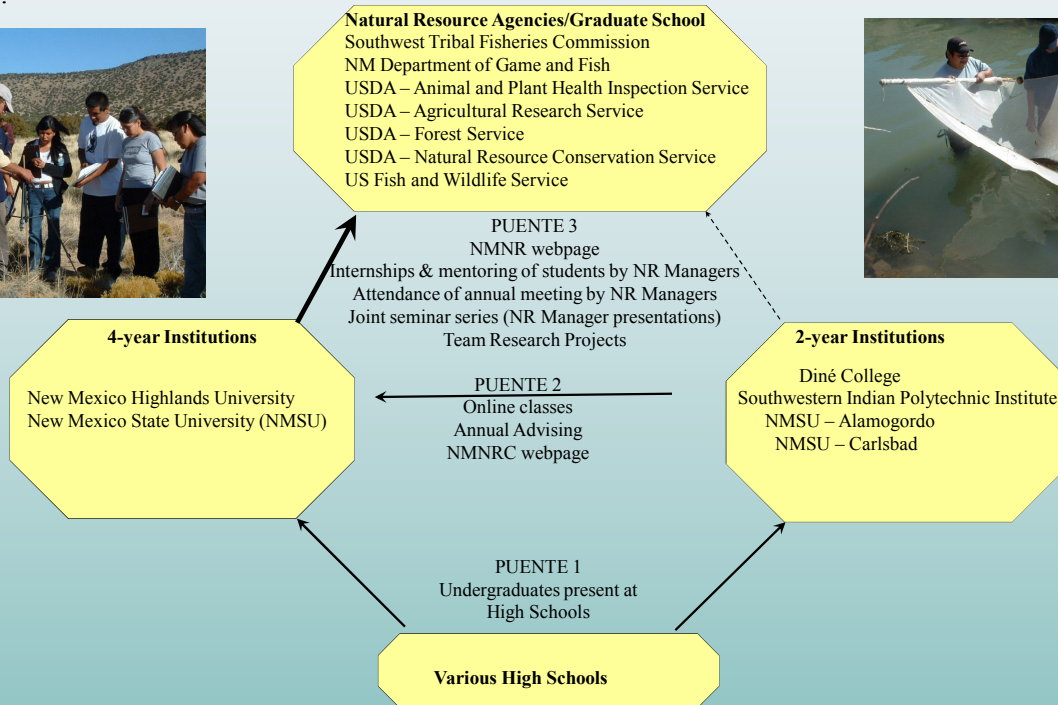 Natural Resource Agencies/Graduate School
Southwest Tribal Fisheries Commission
NM Department of Game and Fish
USDA – Animal and Plant Health Inspection Service
USDA – Agricultural Research Service
USDA – Forest Service
USDA – Natural Resource Conservation Service
US Fish and Wildlife Service
PUENTE 3
NMNR webpage
Internships & mentoring of students by NR Managers
Attendance of annual meeting by NR Managers
Joint seminar series (NR Manager presentations)
Team Research Projects
4-year Institutions
New Mexico Highlands University
New Mexico State University (NMSU)
PUENTE 2
Online classes
Annual Advising
NMNRC webpage
2-year Institutions
Diné College
Southwestern Indian Polytechnic Institute
NMSU – Alamogordo
NMSU – Carlsbad
PUENTE 1
Undergraduates present at
High Schools
Various High Schools